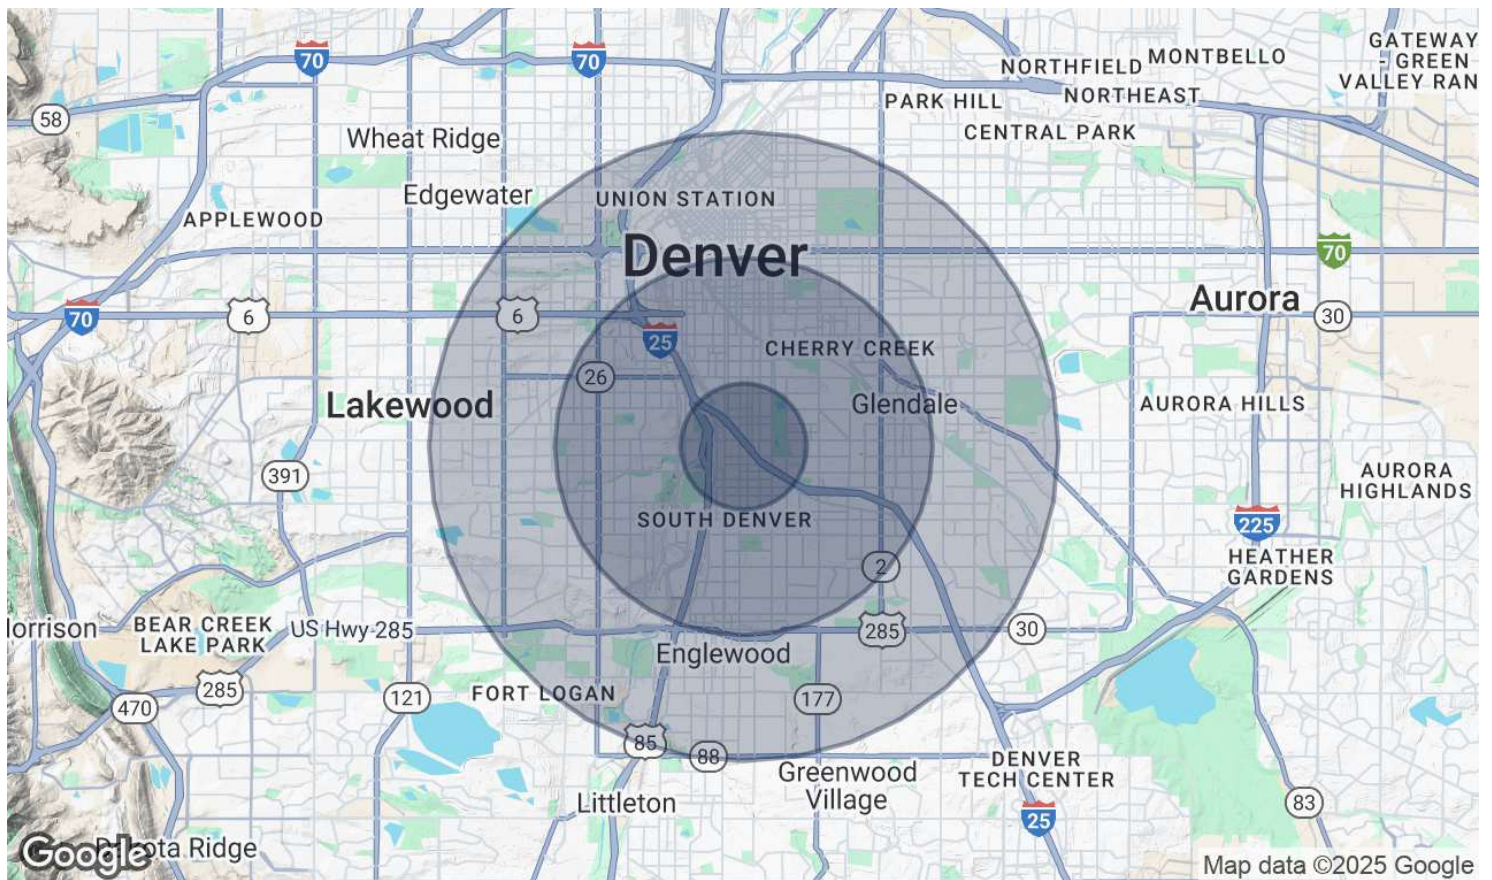 GATEWAY
- GREEN
VALLEY RAN
MONTBELLO
NORTHFIELD
70
70
NORTHEAST
PARK HILL
58
CENTRAL PARK
Wheat Ridge
Edgewater
UNION STATION
APPLEWOOD
Denver
70
Aurora
70
6
6
30
25
CHERRY CREEK
26
Lakewood
Glendale
AURORA HILLS
391
AURORA
HIGHLANDS
SOUTH DENVER
225
2
HEATHER
GARDENS
orrison
BEAR CREEK
LAKE PARK
US Hwy 285
285
30
Englewood
285
FORT LOGAN
121
177
470
85
88
DENVER
TECH CENTER
Greenwood
Village
Littleton
83
25
Google
ota Ridge
Map data ©2025 Google